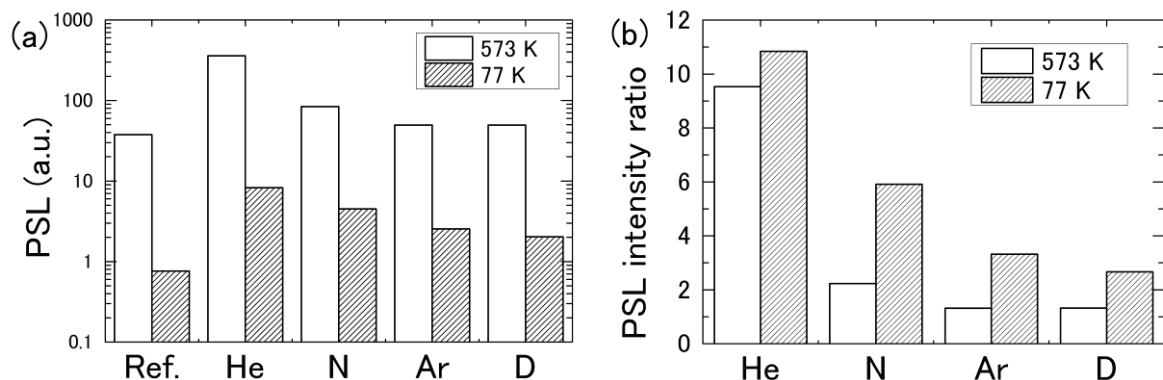 (a)
1000
100
10
1
0.1
PSL (a.u.)
573 K
77 K
Ref. He N Ar D
(b)
12
10
8
6
4
2
0
PSL intensity ratio
573 K
77 K
He N Ar D